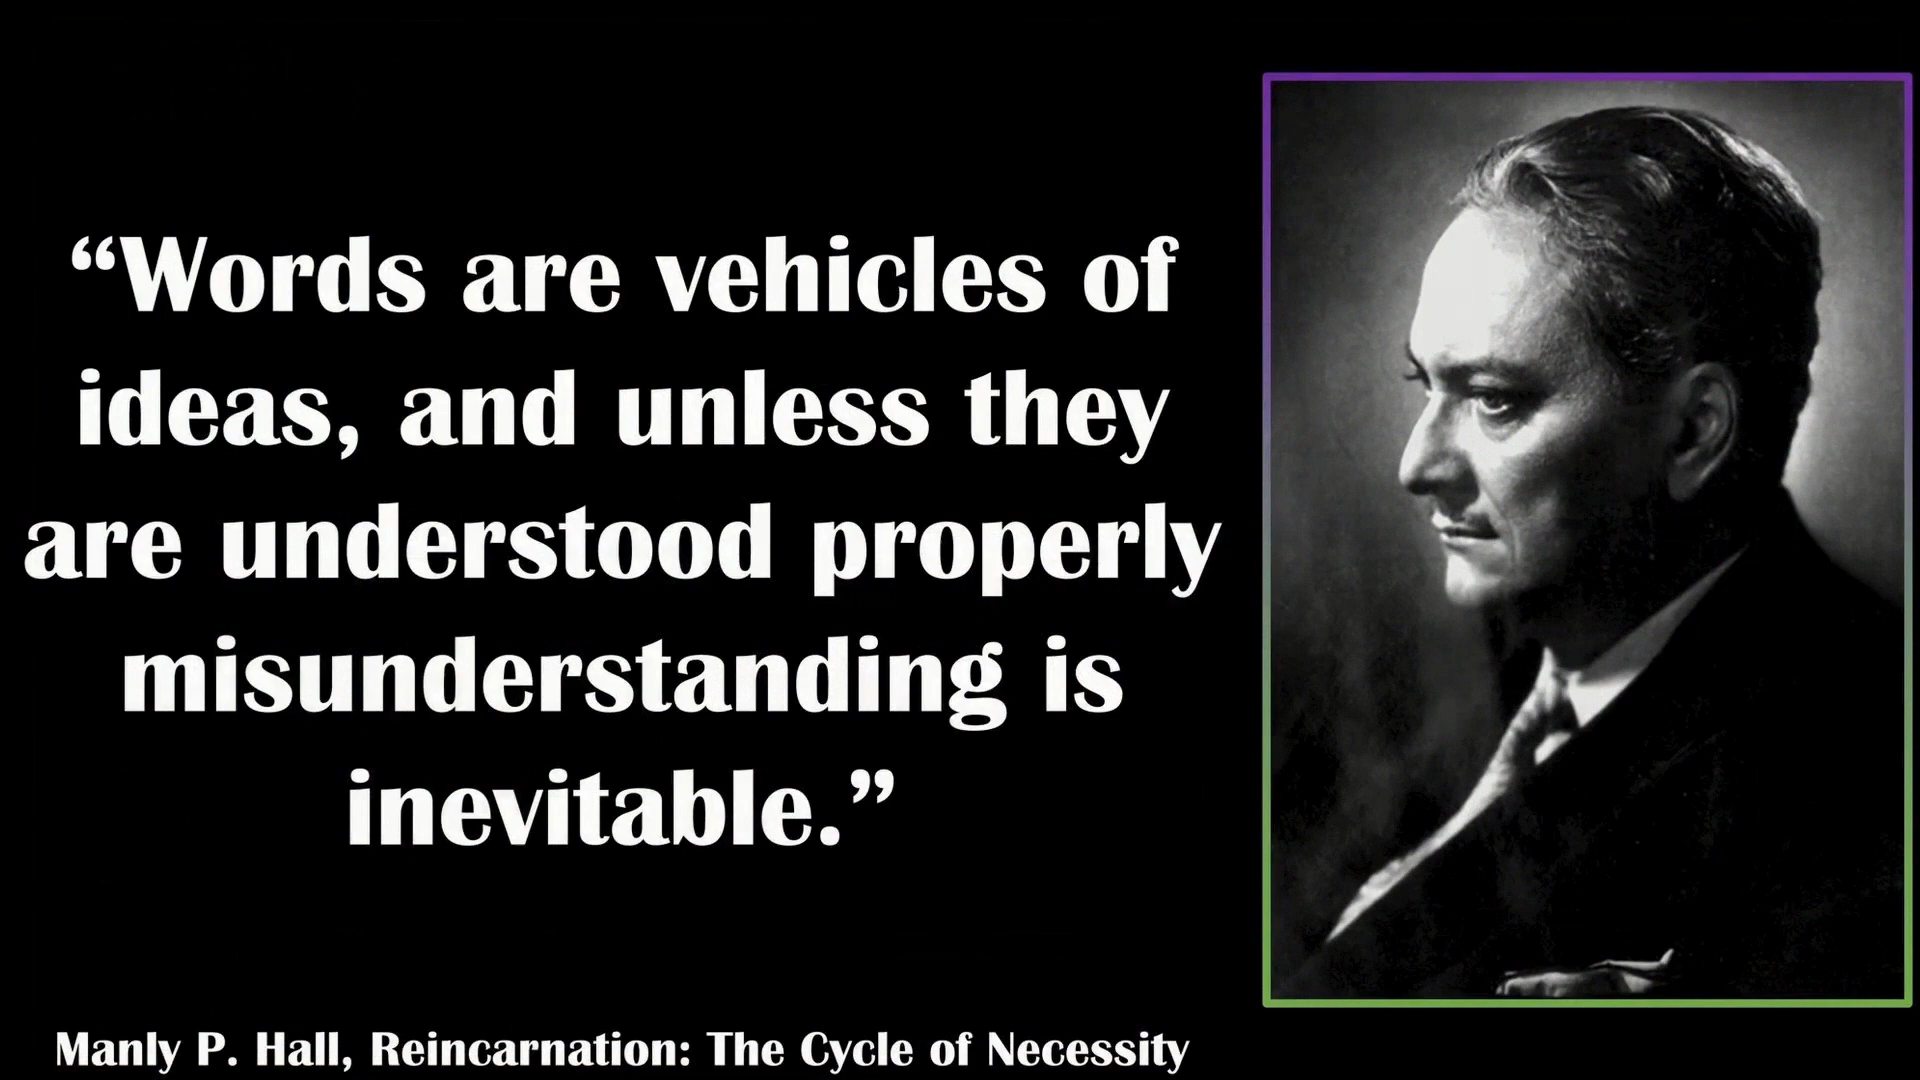 “Words are vehicles of
ideas, and unless they
are understood properly
misunderstanding is
inevitable.”
Manly P. Hall, Reincarnation: The Cycle of Necessity